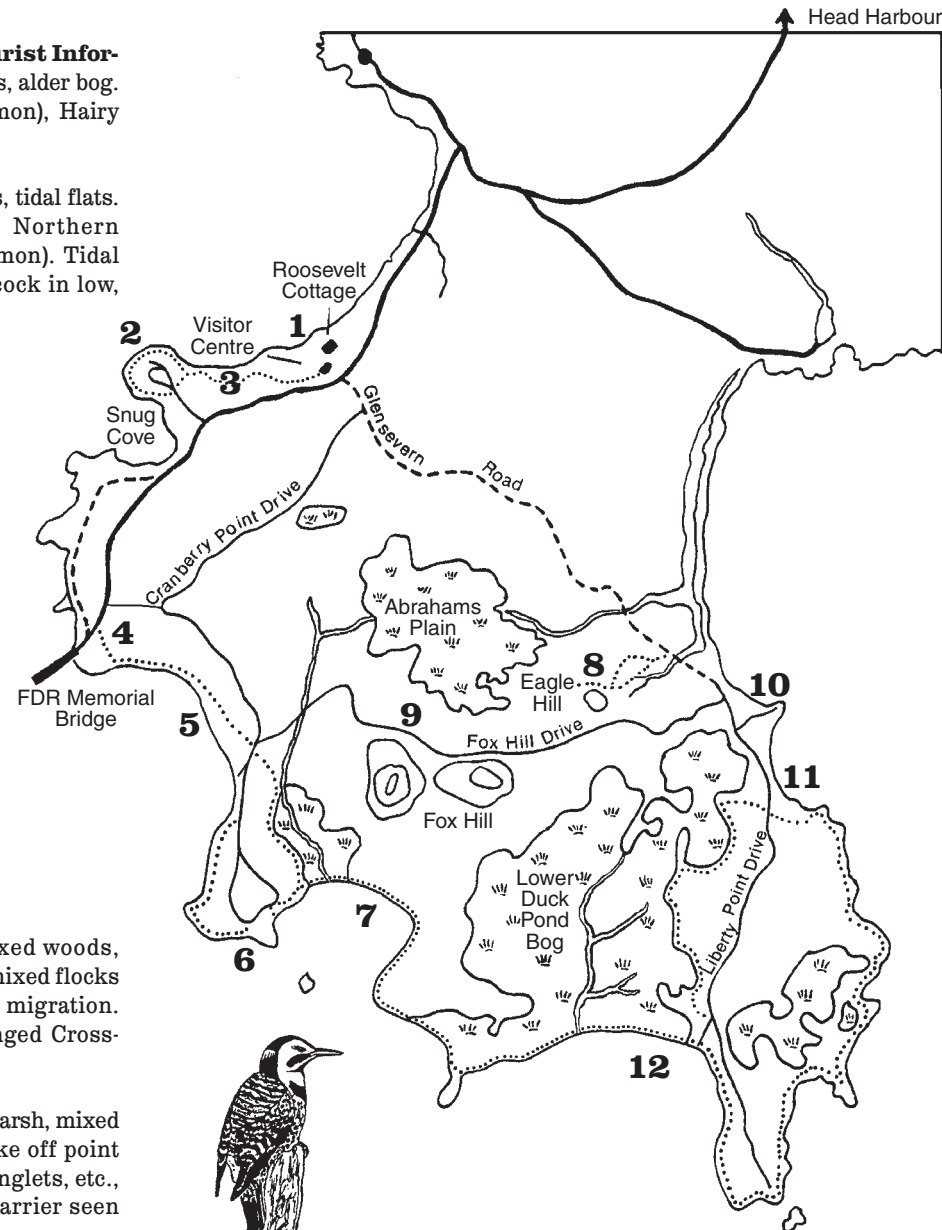 Head Harbour
rist Infor-
s, alder bog.
non), Hairy
s, tidal flats.
Northern
mon). Tidal
cock in low,
Roosevelt
Cottage
1
2
Visitor
Centre
3
Snug
Cove
Glensevern
Road
Cranberry Point Drive
Abrahams
Plain
4
8
Eagle
Hill
FDR Memorial
Bridge
10
5
9
Fox Hill Drive
11
Fox Hill
Liberty Point Drive
Lower
Duck
Pond
Bog
7
6
xed woods,
nixed flocks
migration.
nged Cross-
12
arsh, mixed
ke off point
nglets, etc.,
arrier seen